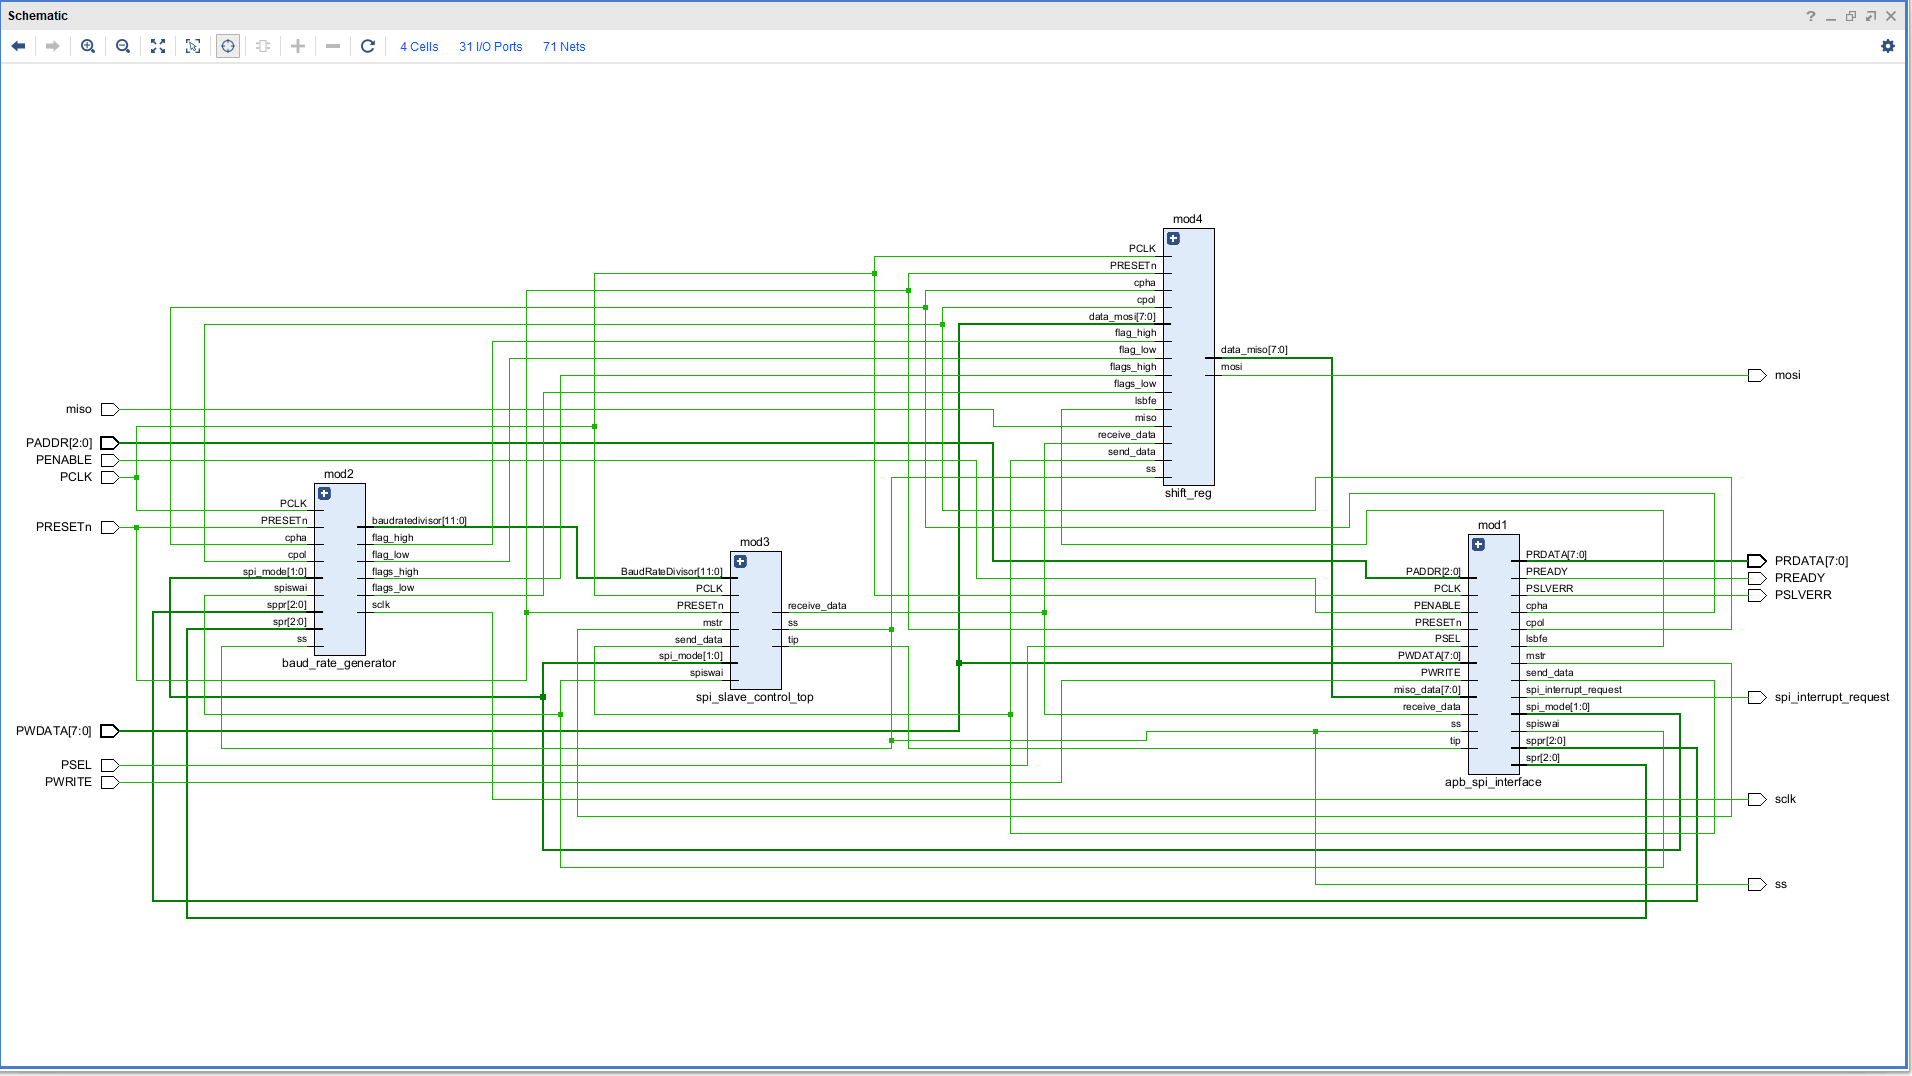 Schematic
4 Cells 31 I/O Ports 71 Nets
miso
PADDR[2:0]
PENABLE
PCLK
PRESETn
PWDATA[7:0]
PSEL
PWRITE
mod2
PCLK
PRESETn
cpha
cpol
spi_mode[1:0]
spiswai
sppr[2:0]
spr[2:0]
ss
baudratedivisor[11:0]
flag_high
flag_low
flags_high
flags_low
sclk
baud_rate_generator
mod3
BaudRateDivisor[11:0]
PCLK
PRESETn
mstr
send_data
spi_mode[1:0]
spiswai
receive_data
ss
tip
spi_slave_control_top
mod4
PCLK
PRESETn
cpha
cpol
data_mosi[7:0]
flag_high
flag_low
flags_high
flags_low
lsbfe
miso
receive_data
send_data
ss
data_miso[7:0]
mosi
shift_reg
mod1
PADDR[2:0]
PCLK
PENABLE
PRESETn
PSEL
PWDATA[7:0]
PWRITE
miso_data[7:0]
receive_data
ss
tip
PRDATA[7:0]
PREADY
PSLVERR
cpha
cpol
lsbfe
mstr
send_data
spi_interrupt_request
spi_mode[1:0]
spiswai
sppr[2:0]
spr[2:0]
apb_spi_interface
mosi
PRDATA[7:0]
PREADY
PSLVERR
spi_interrupt_request
sclk
ss